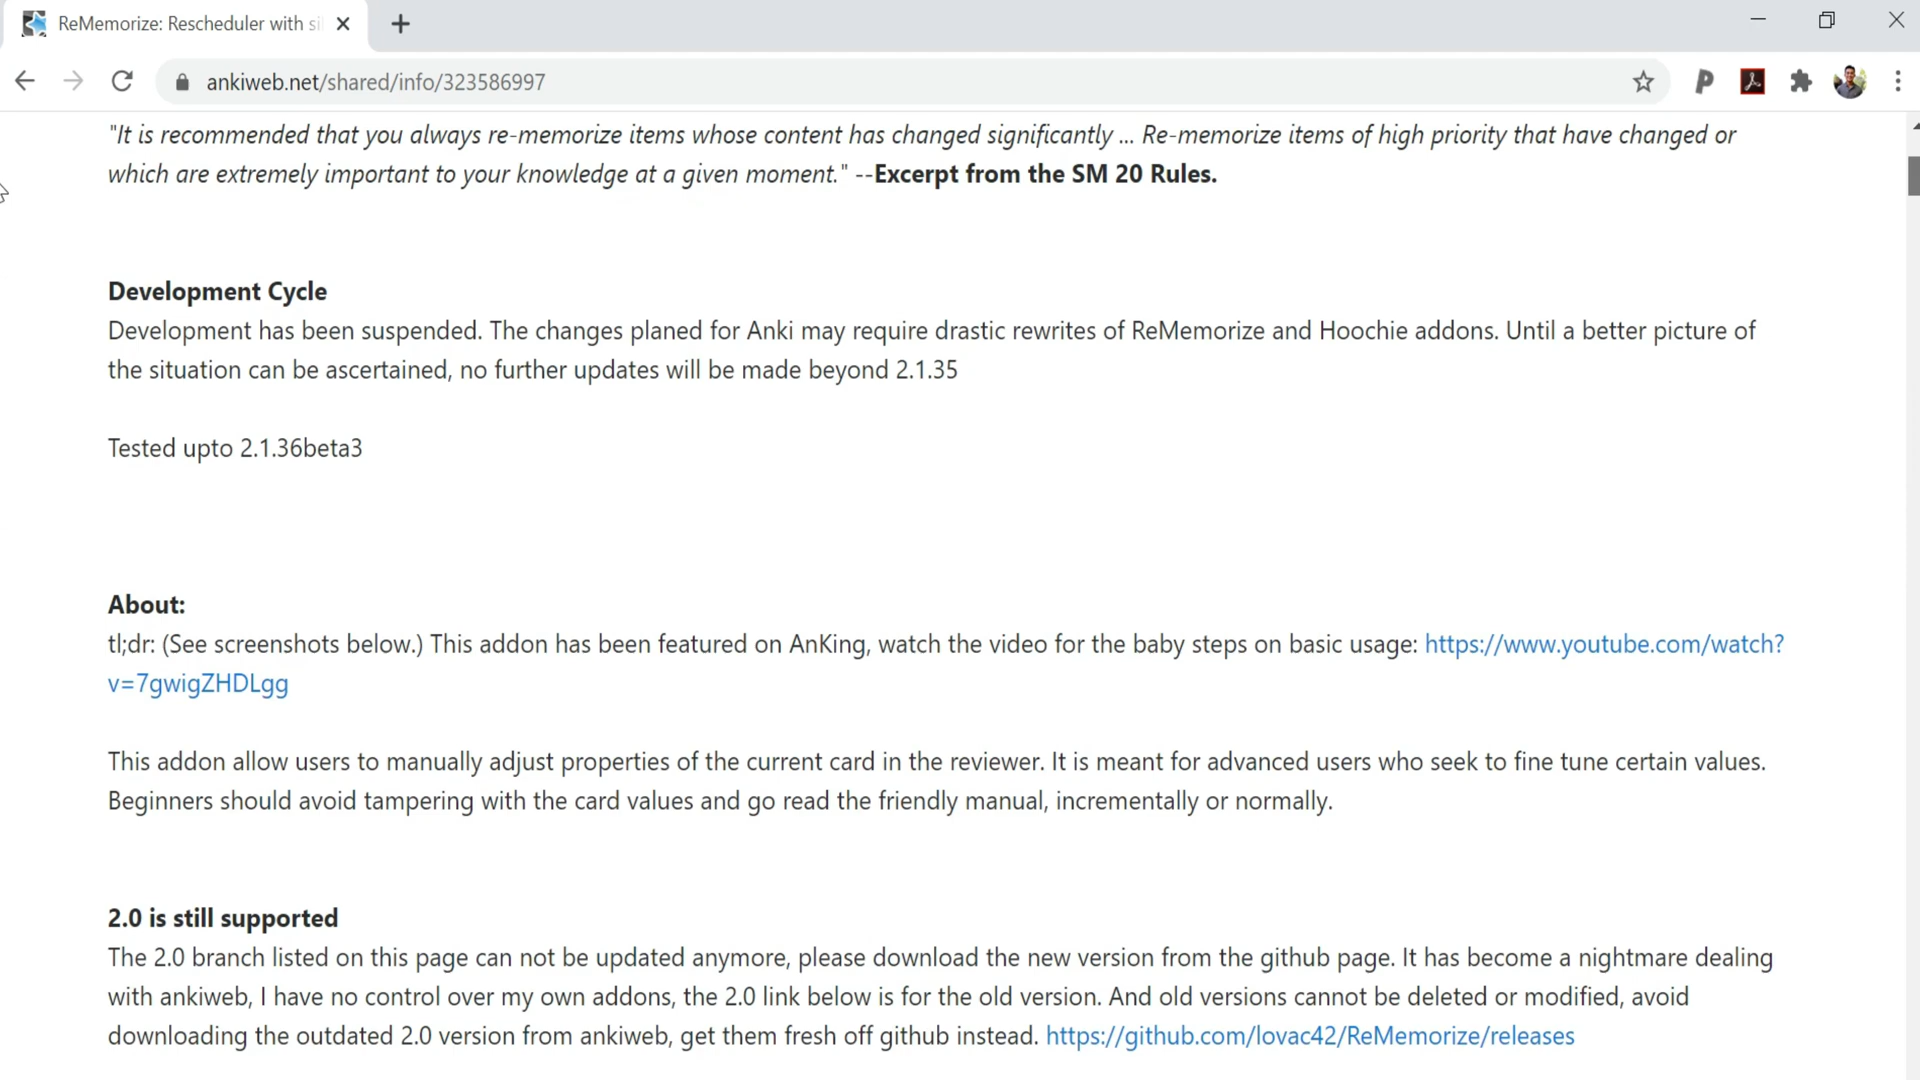 ReMemorize: Rescheduler with si
ankiweb.net/shared/info/323586997
"It is recommended that you always re-memorize items whose content has changed significantly ... Re-memorize items of high priority that have changed or
which are extremely important to your knowledge at a given moment." --Excerpt from the SM 20 Rules.
Development Cycle
Development has been suspended. The changes planed for Anki may require drastic rewrites of ReMemorize and Hoochie addons. Until a better picture of
the situation can be ascertained, no further updates will be made beyond 2.1.35
Tested upto 2.1.36beta3
About:
tl;dr: (See screenshots below.) This addon has been featured on AnKing, watch the video for the baby steps on basic usage: https://www.youtube.com/watch?
v=7gwigZHDLgg
This addon allow users to manually adjust properties of the current card in the reviewer. It is meant for advanced users who seek to fine tune certain values.
Beginners should avoid tampering with the card values and go read the friendly manual, incrementally or normally.
2.0 is still supported
The 2.0 branch listed on this page can not be updated anymore, please download the new version from the github page. It has become a nightmare dealing
with ankiweb, I have no control over my own addons, the 2.0 link below is for the old version. And old versions cannot be deleted or modified, avoid
downloading the outdated 2.0 version from ankiweb, get them fresh off github instead. https://github.com/lovac42/ReMemorize/releases